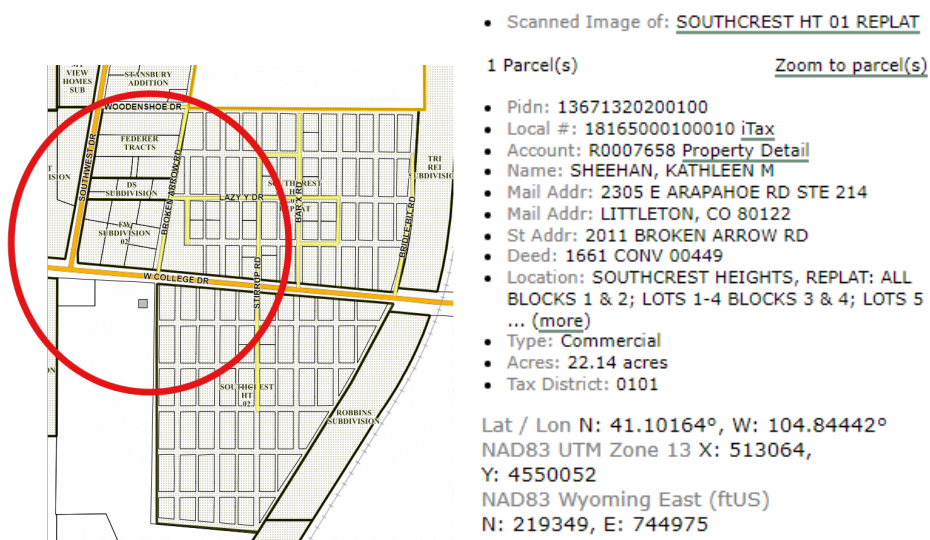 MT
VIEW
HOMES
SUB
STANSBURY
ADDITION
WOODENSHOE DR
FEDERER
TRACTS
SOUTHWEST DR
DS
SUBDIVISION
BROKEN ARROW RD
LAZY Y DR
SOUTHCREST
HT
REPLAT
BAR X RD
TRI
REI
SUBDIVISI
BRIDLE BIT RD
SUBDIVISION
02
W COLLEGE DR
STIRRUP RD
SOUTHCREST
HT
02
ROBBINS
SUBDIVISION
• Scanned Image of: SOUTHCREST HT 01 REPLAT
1 Parcel(s) Zoom to parcel(s)
• Pidn: 13671320200100
• Local #: 18165000100010 iTax
• Account: R0007658 Property Detail
• Name: SHEEHAN, KATHLEEN M
• Mail Addr: 2305 E ARAPAHOE RD STE 214
• Mail Addr: LITTLETON, CO 80122
• St Addr: 2011 BROKEN ARROW RD
• Deed: 1661 CONV 00449
• Location: SOUTHCREST HEIGHTS, REPLAT: ALL
BLOCKS 1 & 2; LOTS 1-4 BLOCKS 3 & 4; LOTS 5
... (more)
• Type: Commercial
• Acres: 22.14 acres
• Tax District: 0101
Lat / Lon N: 41.10164º, W: 104.84442º
NAD83 UTM Zone 13 X: 513064,
Y: 4550052
NAD83 Wyoming East (ftUS)
N: 219349, E: 744975